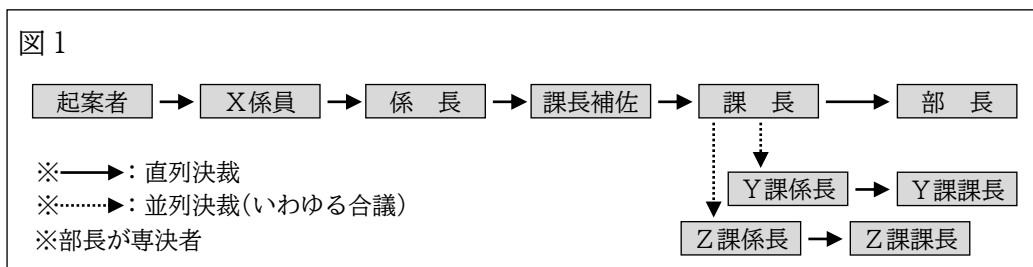 図1
起案者 X係員 係 長 課長補佐 課 長 部 長
※──▶：直列決裁
Y課係長 Y課課長
※┈┈▶：並列決裁（いわゆる合議）
※部長が専決者
Z課係長 Z課課長